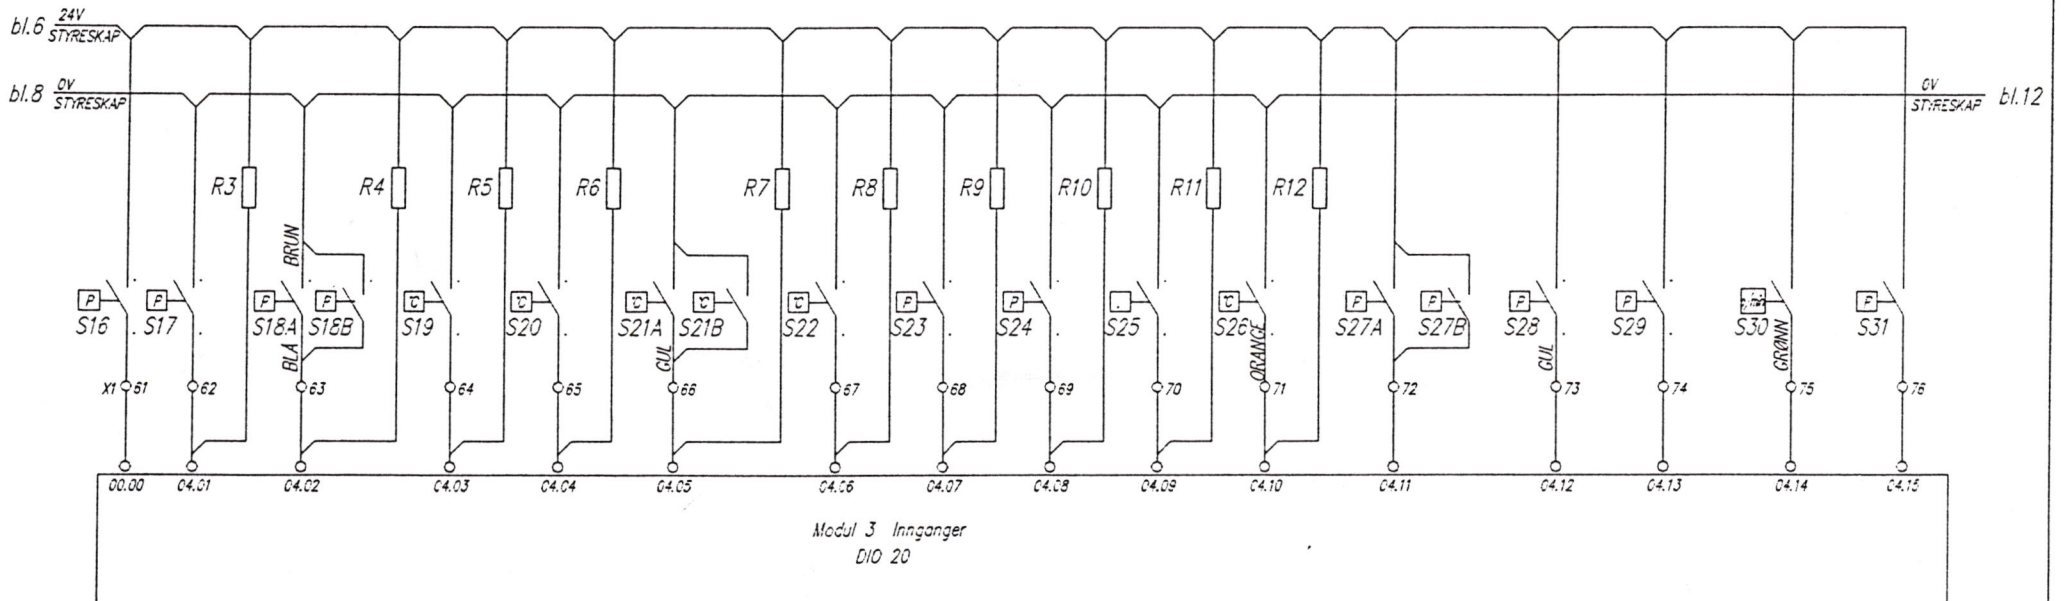 24V
bl.6 STYRESKAP
0V
bl.8 STYRESKAP
0V
STYRESKAP bl.12
R3 R4 R5 R6 R7 R8 R9 R10 R11 R12
BRUN
P P P P °C °C °C °C °C P P °C P P P P P
S16 S17 S18A S18B S19 S20 S21A S21B S22 S23 S24 S25 S26 S27A S27B S28 S29 S30 S31
BLA GUL ORANGE GUL GRØNN
X1 61 62 63 64 65 66 67 68 69 70 71 72 73 74 75 76
00.00 04.01 04.02 04.03 04.04 04.05 04.06 04.07 04.08 04.09 04.10 04.11 04.12 04.13 04.14 04.15
Modul 3 Innganger
DIO 20